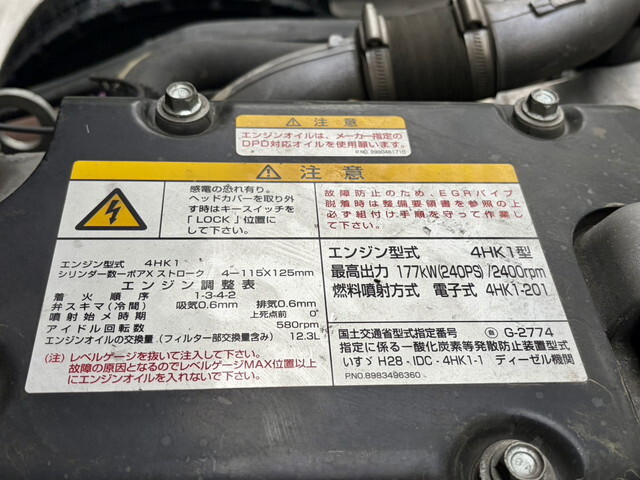 注意
エンジンオイルは、メーカー指定の
DPD対応オイルを使用願います。
P.NO. 8980461710
注意
感電の恐れ有り。
ヘッドカバーを取り外
す時はキースイッチを
「LOCK」位置に
して下さい。
故障防止のため、EGRパイプ
脱着時は整備要領書を参照の上
必ず組付け手順を守って作業し
て下さい。
エンジン型式 4HK1
シリンダー数ーボアXストローク 4-115X125mm
エンジン調整表
着火順序 1-3-4-2
弁スキマ(冷間) 吸気0.6mm 排気0.6mm
噴射始メ時期 上死点前 0°
アイドル回転数 580rpm
エンジンオイルの交換量(フィルター部交換量含み) 12.3L
(注) レベルゲージを抜いて注入して下さい。
故障の原因となるのでレベルゲージMAX位置以上
にエンジンオイルを入れないで下さい。
エンジン型式 4HK1型
最高出力 177kW(240PS)/2400rpm
燃料噴射方式 電子式 4HK1-201
国土交通省型式指定番号 G-2774
指定に係る一酸化炭素等発散防止装置型式
いすゞ H28-IDC-4HK1-1 ディーゼル機関
P.NO.8983496360